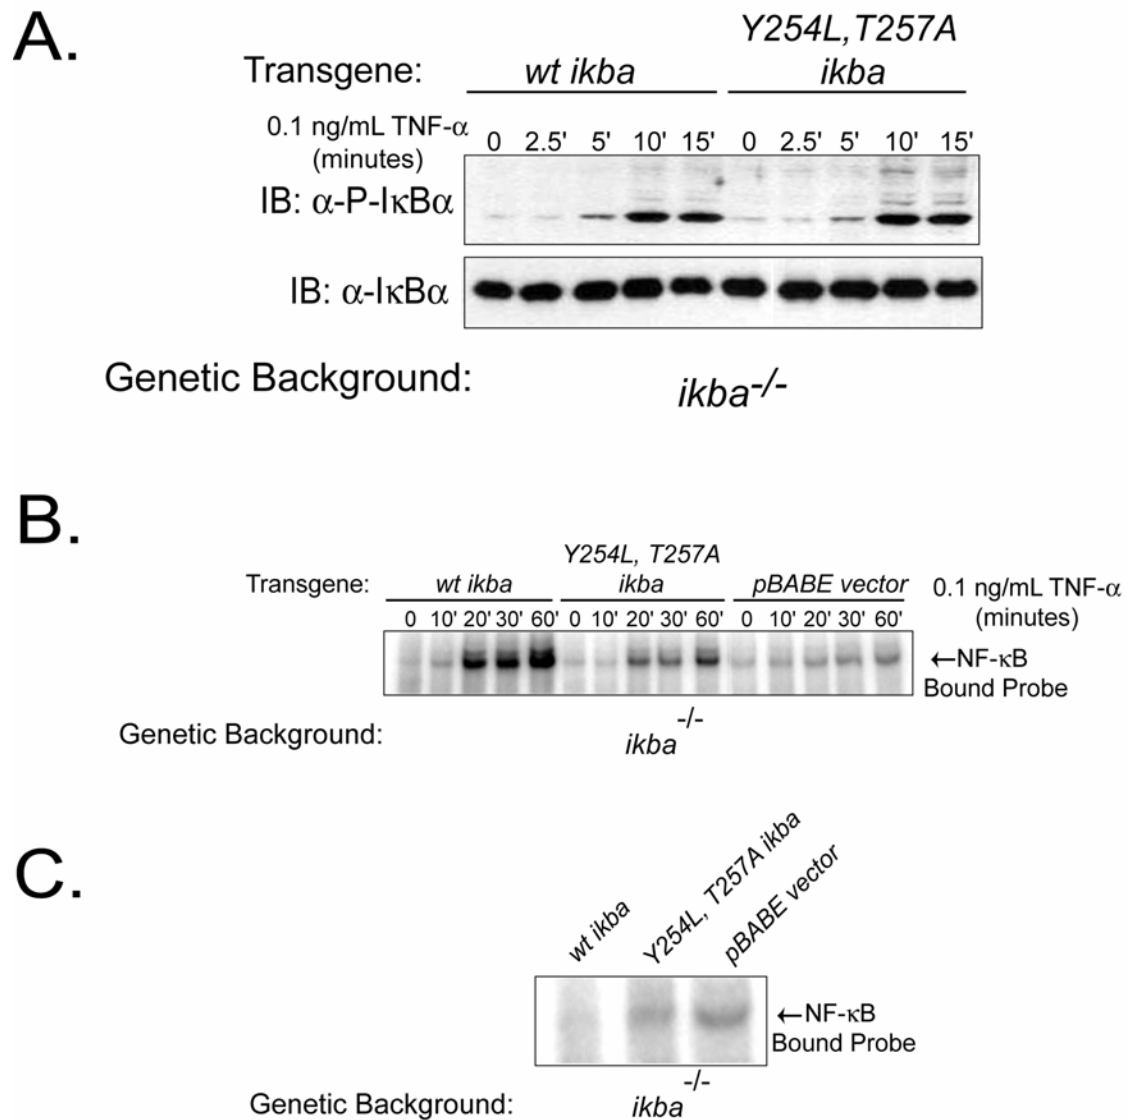 A.
Y254L,T257A
Transgene: wt ikba ikba
0.1 ng/mL TNF-α
(minutes)
0 2.5' 5' 10' 15' 0 2.5' 5' 10' 15'
IB: α-P-IκBα
IB: α-IκBα
Genetic Background: ikba-/-
B.
Y254L, T257A
Transgene: wt ikba ikba pBABE vector 0.1 ng/mL TNF-α
0 10' 20' 30' 60' 0 10' 20' 30' 60' 0 10' 20' 30' 60' (minutes)
←NF-κB
Bound Probe
Genetic Background: ikba-/-
C.
wt ikba
Y254L, T257A ikba
pBABE vector
←NF-κB
Bound Probe
Genetic Background: ikba-/-